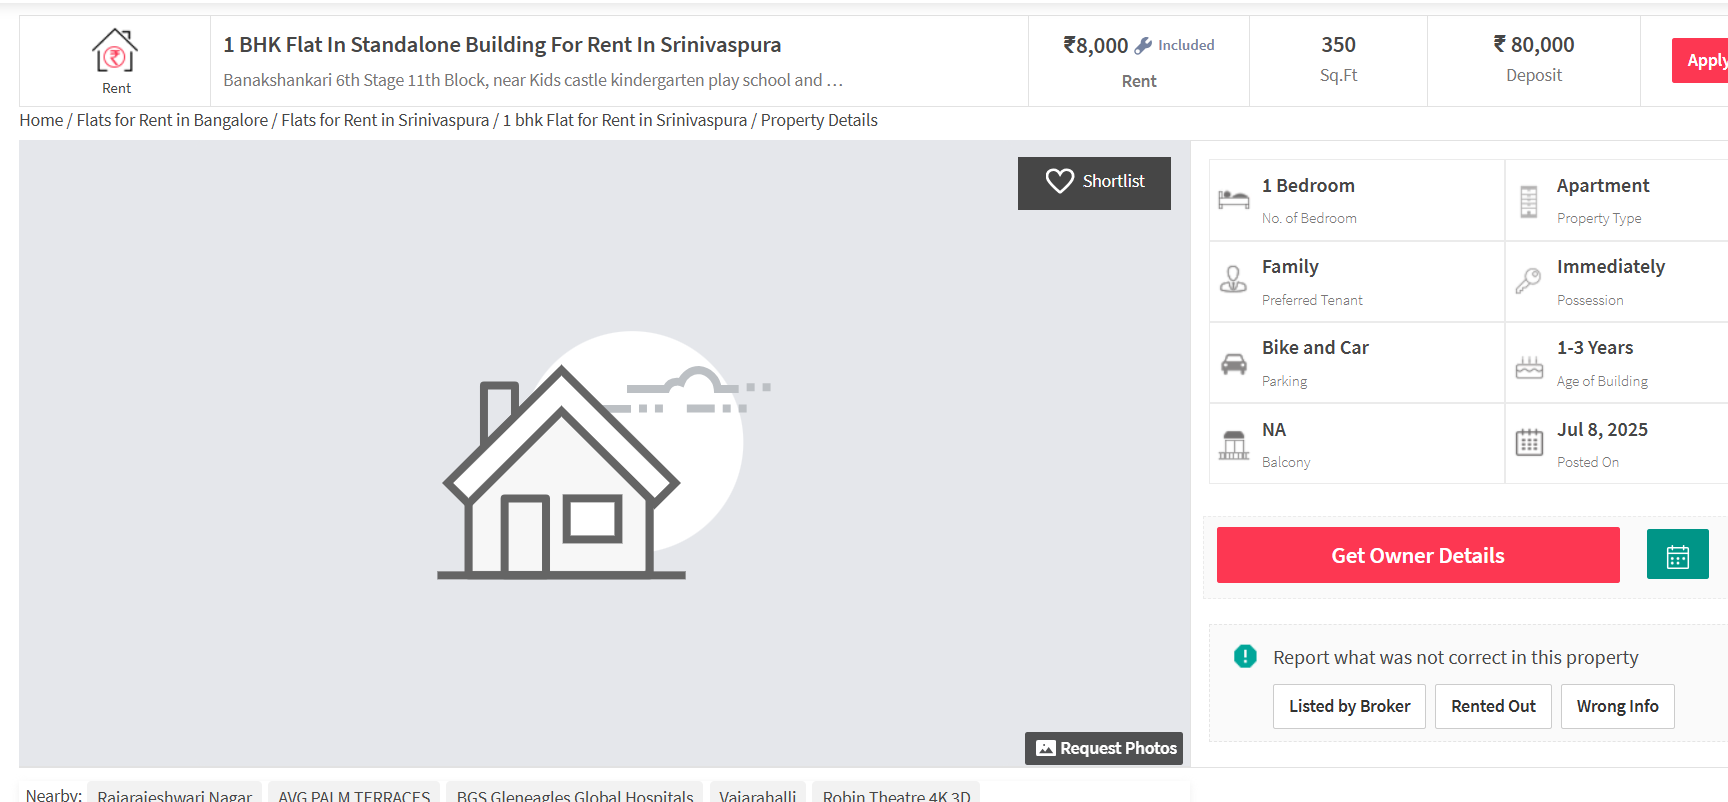 1 BHK Flat In Standalone Building For Rent In Srinivaspura
Banakshankari 6th Stage 11th Block, near Kids castle kindergarten play school and …
Rent
₹8,000 Included
Rent
350
Sq.Ft
₹ 80,000
Deposit
Apply
Home / Flats for Rent in Bangalore / Flats for Rent in Srinivaspura / 1 bhk Flat for Rent in Srinivaspura / Property Details
Shortlist
Request Photos
1 Bedroom
No. of Bedroom
Apartment
Property Type
Family
Preferred Tenant
Immediately
Possession
Bike and Car
Parking
1-3 Years
Age of Building
NA
Balcony
Jul 8, 2025
Posted On
Get Owner Details
Report what was not correct in this property
Listed by Broker
Rented Out
Wrong Info
Nearby: Rajarajeshwari Nagar AVG PALM TERRACES BGS Gleneagles Global Hospitals Vajarahalli Robin Theatre 4K 3D